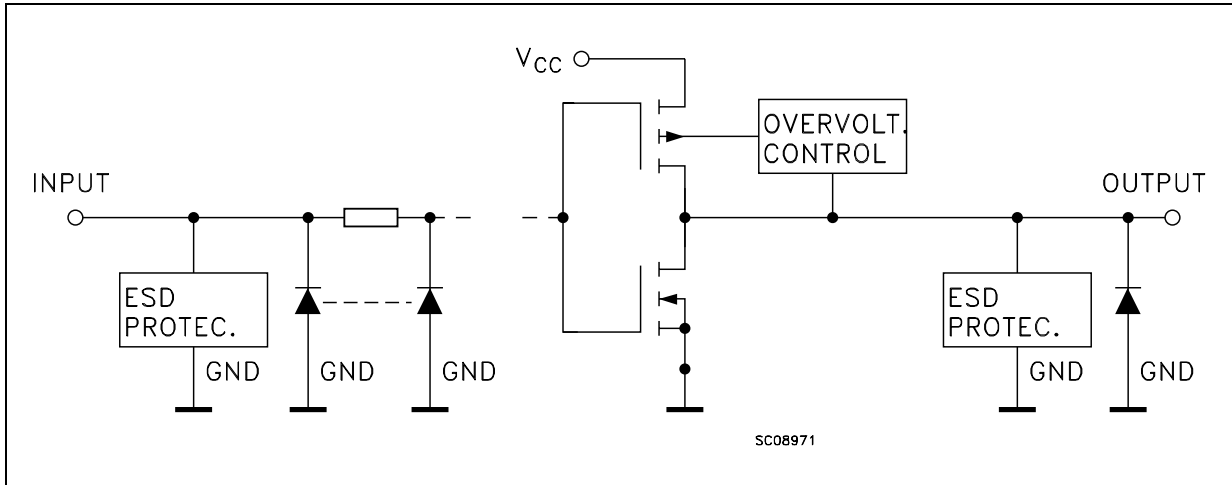 VCC
OVERVOLT.
CONTROL
INPUT
OUTPUT
ESD
PROTEC.
GND
GND
GND
ESD
PROTEC.
GND
GND
SC08971